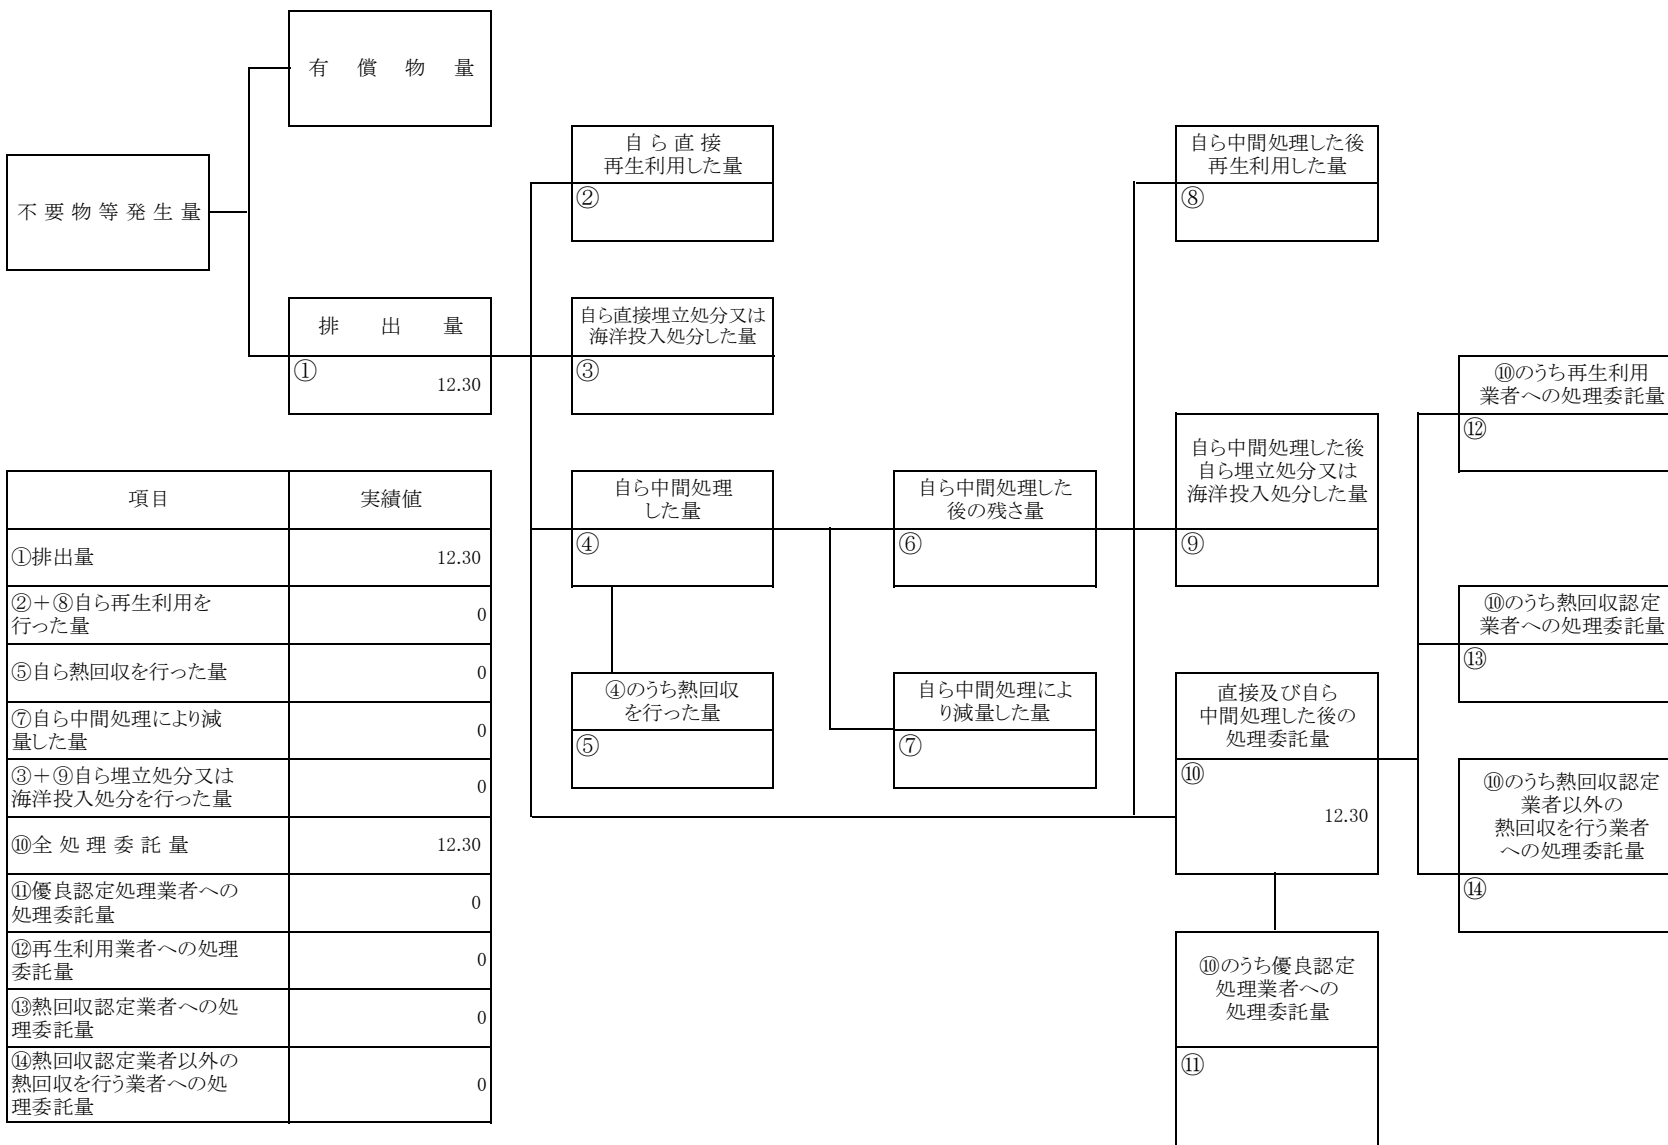 有 償 物 量
不 要 物 等 発 生 量
排 出 量
①
12.30
自 ら 直 接
再生利用した量
②
自ら直接埋立処分又は
海洋投入処分した量
③
自ら中間処理
した量
④
④のうち熱回収
を行った量
⑤
自ら中間処理した
後の残さ量
⑥
自ら中間処理によ
り減量した量
⑦
自ら中間処理した後
再生利用した量
⑧
自ら中間処理した後
自ら埋立処分又は
海洋投入処分した量
⑨
直接及び自ら
中間処理した後の
処理委託量
⑩
12.30
⑩のうち優良認定
処理業者への
処理委託量
⑪
⑩のうち再生利用
業者への処理委託量
⑫
⑩のうち熱回収認定
業者への処理委託量
⑬
⑩のうち熱回収認定
業者以外の
熱回収を行う業者
への処理委託量
⑭
項目 実績値
①排出量 12.30
②＋⑧自ら再生利用を
行った量 0
⑤自ら熱回収を行った量 0
⑦自ら中間処理により減
量した量 0
③＋⑨自ら埋立処分又は
海洋投入処分を行った量 0
⑩全 処 理 委 託 量 12.30
⑪優良認定処理業者への
処理委託量 0
⑫再生利用業者への処理
委託量 0
⑬熱回収認定業者への処
理委託量 0
⑭熱回収認定業者以外の
熱回収を行う業者への処
理委託量 0